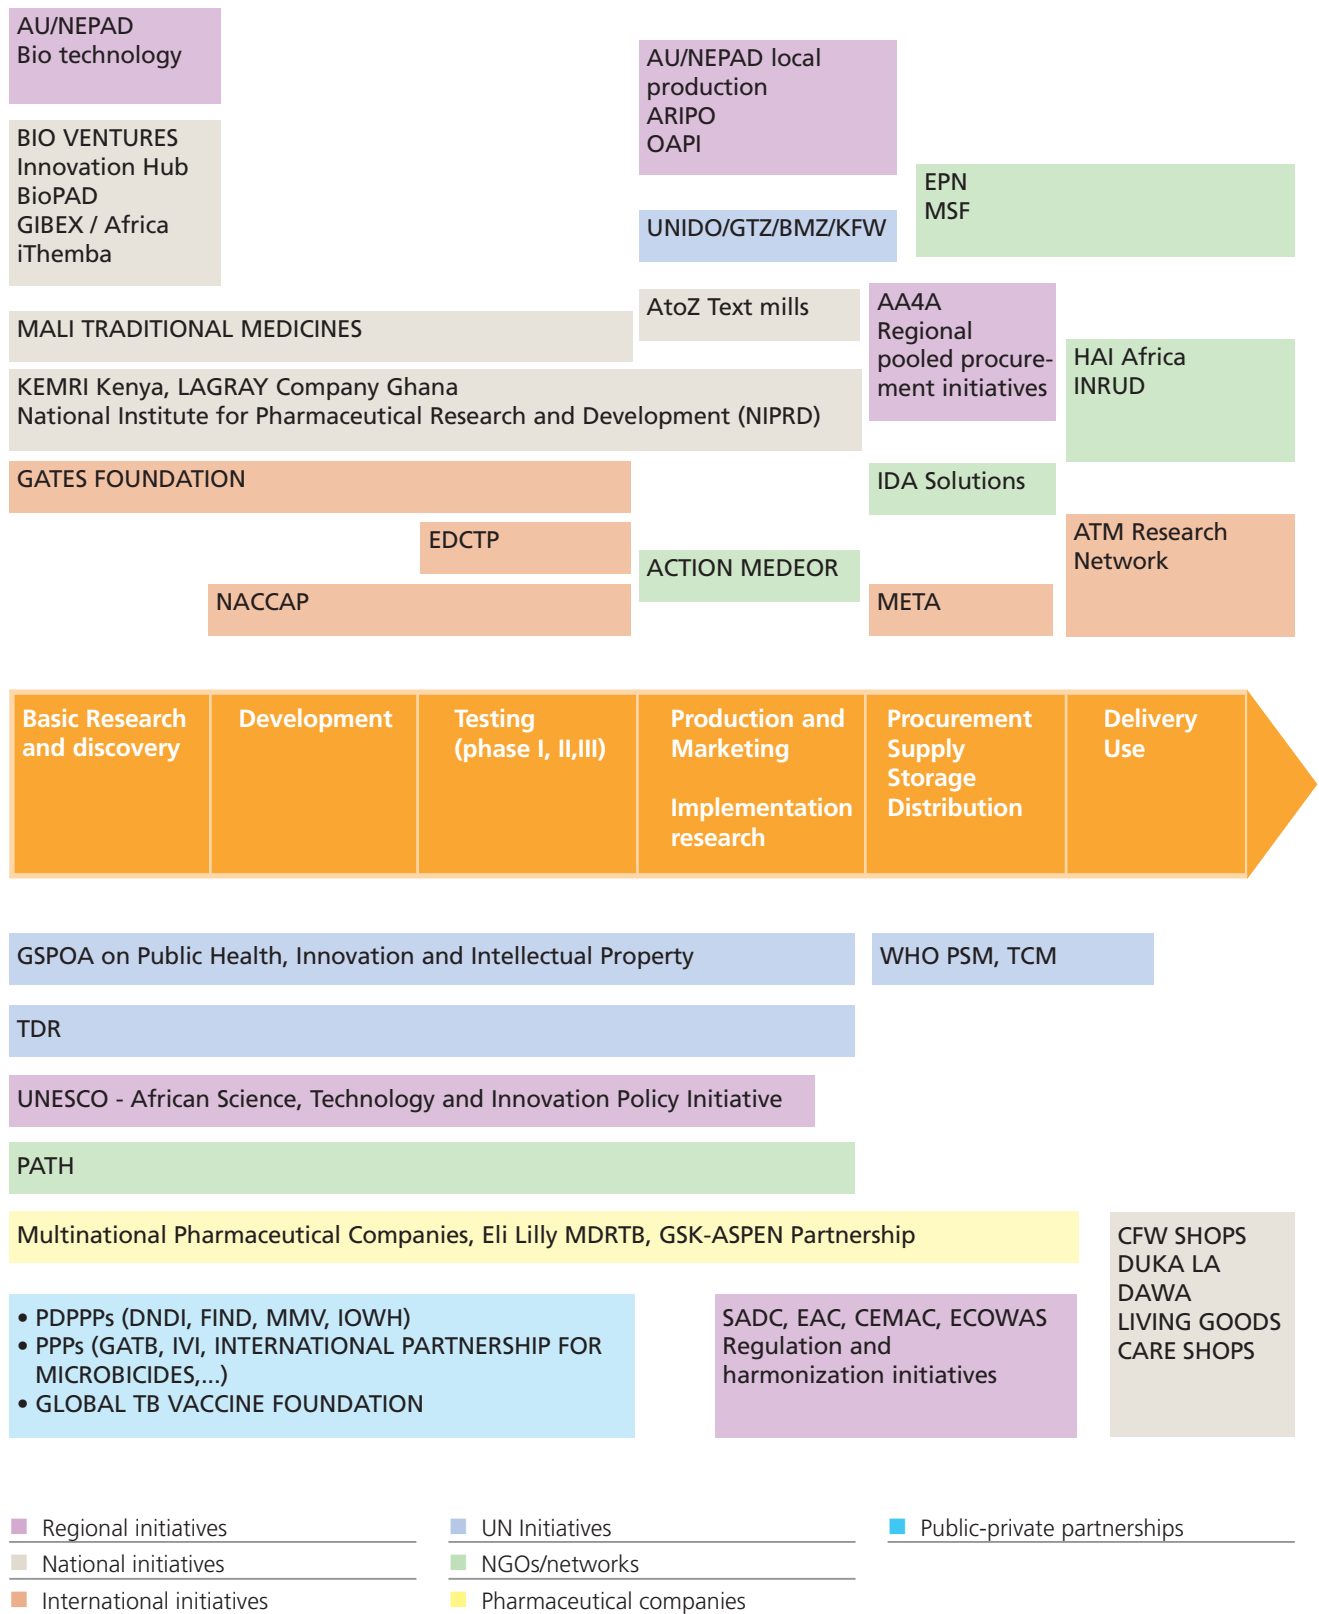 AU/NEPAD
Bio technology
BIO VENTURES
Innovation Hub
BioPAD
GIBEX / Africa
iThemba
AU/NEPAD local
production
ARIPO
OAPI
EPN
MSF
UNIDO/GTZ/BMZ/KFW
AtoZ Text mills
AA4A
Regional
pooled procure-
ment initiatives
MALI TRADITIONAL MEDICINES
HAI Africa
INRUD
KEMRI Kenya, LAGRAY Company Ghana
National Institute for Pharmaceutical Research and Development (NIPRD)
GATES FOUNDATION
IDA Solutions
EDCTP
ATM Research
Network
ACTION MEDEOR
NACCAP
META
Basic Research
and discovery
Development
Testing
(phase I, II,III)
Production and
Marketing
Implementation
research
Procurement
Supply
Storage
Distribution
Delivery
Use
GSPOA on Public Health, Innovation and Intellectual Property
WHO PSM, TCM
TDR
UNESCO - African Science, Technology and Innovation Policy Initiative
PATH
Multinational Pharmaceutical Companies, Eli Lilly MDRTB, GSK-ASPEN Partnership
CFW SHOPS
DUKA LA
DAWA
LIVING GOODS
CARE SHOPS
• PDPPPs (DNDI, FIND, MMV, IOWH)
• PPPs (GATB, IVI, INTERNATIONAL PARTNERSHIP FOR
MICROBICIDES,...)
• GLOBAL TB VACCINE FOUNDATION
SADC, EAC, CEMAC, ECOWAS
Regulation and
harmonization initiatives
Regional initiatives
National initiatives
International initiatives
UN Initiatives
NGOs/networks
Pharmaceutical companies
Public-private partnerships